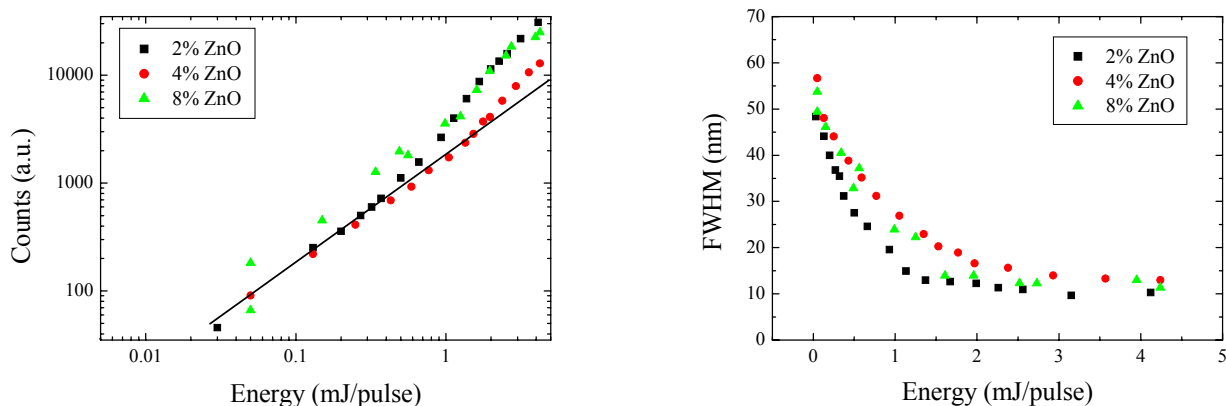 10000
1000
100
0.01
0.1
1
Counts (a.u.)
Energy (mJ/pulse)
2% ZnO
4% ZnO
8% ZnO
70
60
50
40
30
20
10
0
0
1
2
3
4
5
FWHM (nm)
Energy (mJ/pulse)
2% ZnO
4% ZnO
8% ZnO